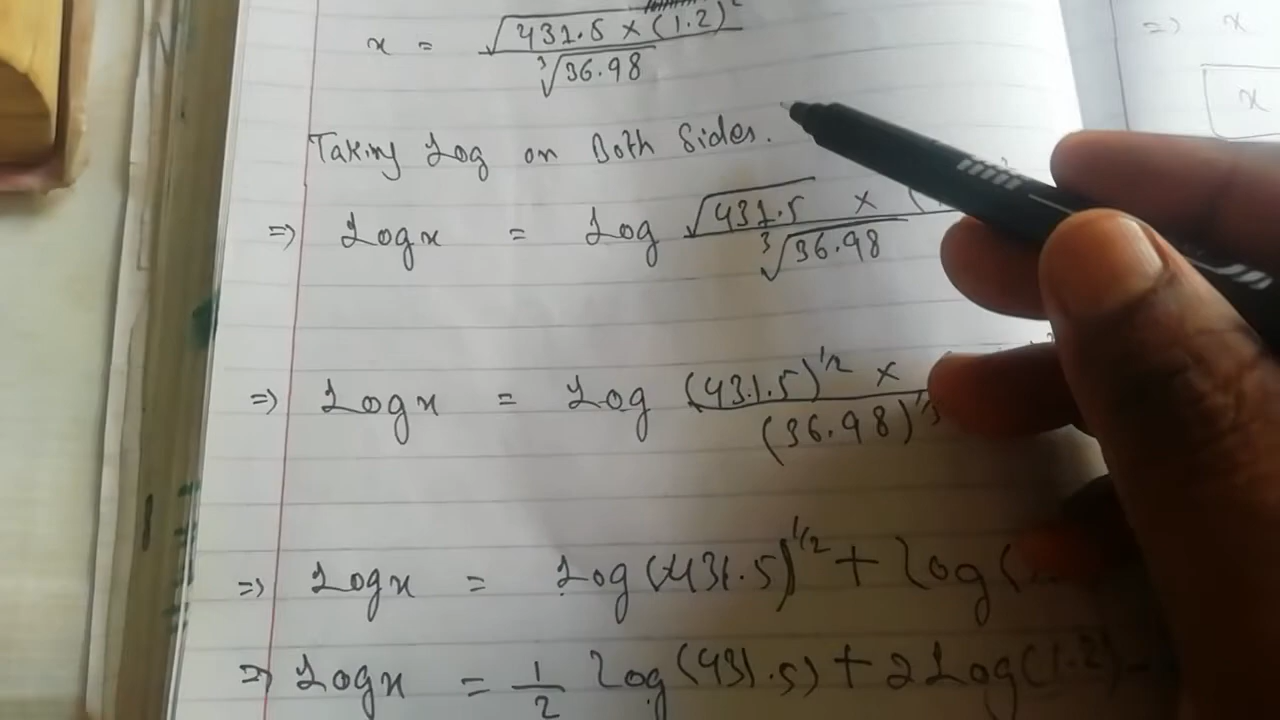 x = √431.5 × (1.2)² / ³√36.98
Taking Log on Both Sides.
⇒ Log x = Log √431.5 × ( / ³√36.98
⇒ Log x = Log (431.5)^1/2 × / (36.98)^1/3
⇒ Log x = Log (431.5)^1/2 + Log (
⇒ Log x = 1/2 Log (431.5) + 2 Log (1.2) -
⇒ x
x